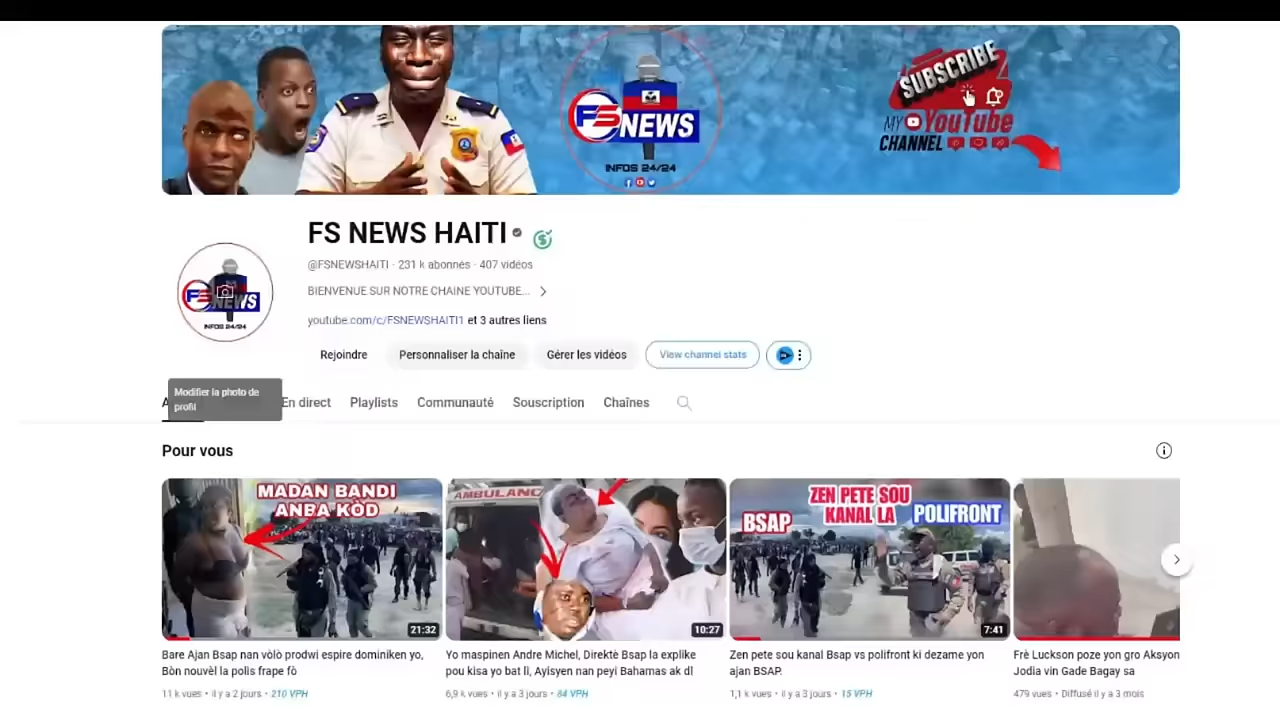 SUBSCRIBE
MY YouTube
CHANNEL
FS NEWS
INFOS 24/24
FS NEWS HAITI
@FSNEWSHAITI · 231 k abonnés · 407 vidéos
BIENVENUE SUR NOTRE CHAINE YOUTUBE...
youtube.com/c/FSNEWSHAITI1 et 3 autres liens
FS NEWS
INFOS 24/24
Rejoindre Personnaliser la chaîne Gérer les vidéos View channel stats
Modifier la photo de
profil
En direct Playlists Communauté Souscription Chaînes
Pour vous
MADAN BANDI
ANBA KÒD
21:32
AMBULANC
10:27
ZEN PETE SOU
KANAL LA
BSAP
POLIFRONT
7:41
Bare Ajan Bsap nan vòlò prodwi espire dominiken yo,
Bòn nouvèl la polis frape fò
11 k vues • il y a 2 jours • 210 VPH
Yo maspinen Andre Michel, Direktè Bsap la explike
pou kisa yo bat li, Ayisyen nan peyi Bahamas ak dl
6,9 k vues • il y a 3 jours • 84 VPH
Zen pete sou kanal Bsap vs polifront ki dezame yon
ajan BSAP.
1,1 k vues • il y a 3 jours • 15 VPH
Frè Luckson poze yon gro Aksyon
Jodia vin Gade Bagay sa
479 vues • Diffusé il y a 3 mois